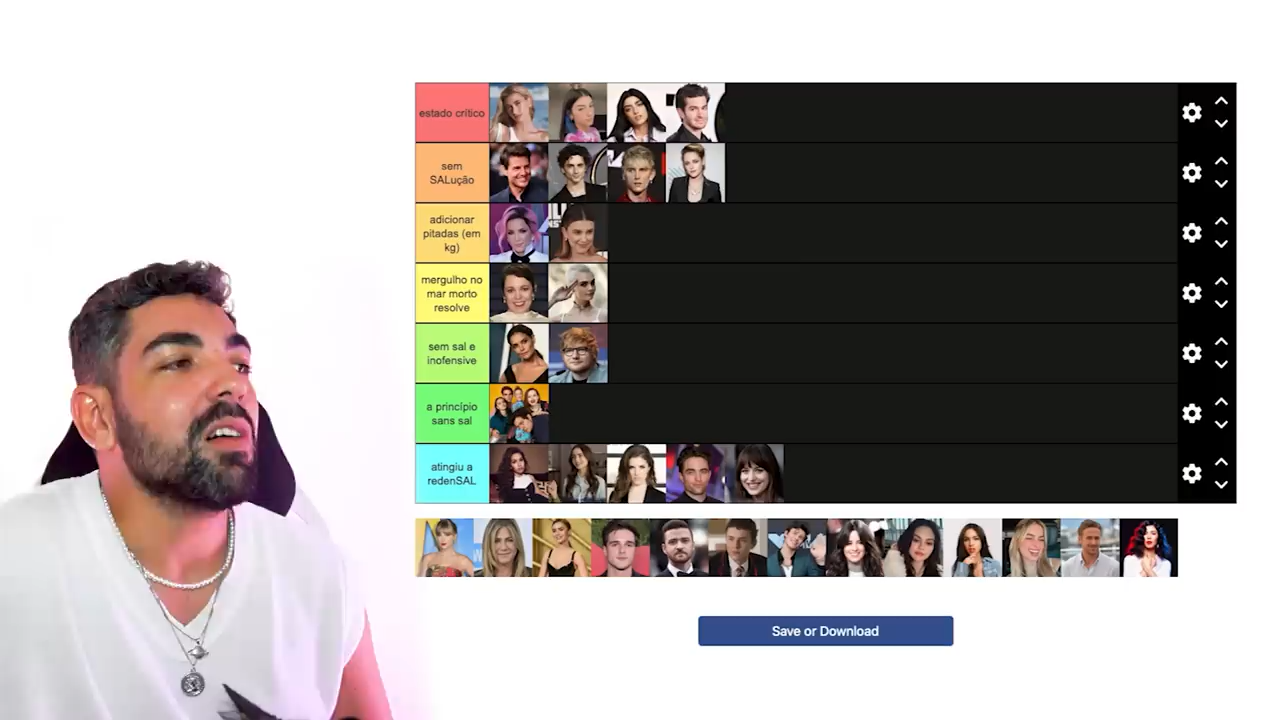 estado crítico
sem
SALução
adicionar
pitadas (em
kg)
mergulho no
mar morto
resolve
sem sal e
inofensive
a princípio
sans sal
atingiu a
redenSAL
Save or Download